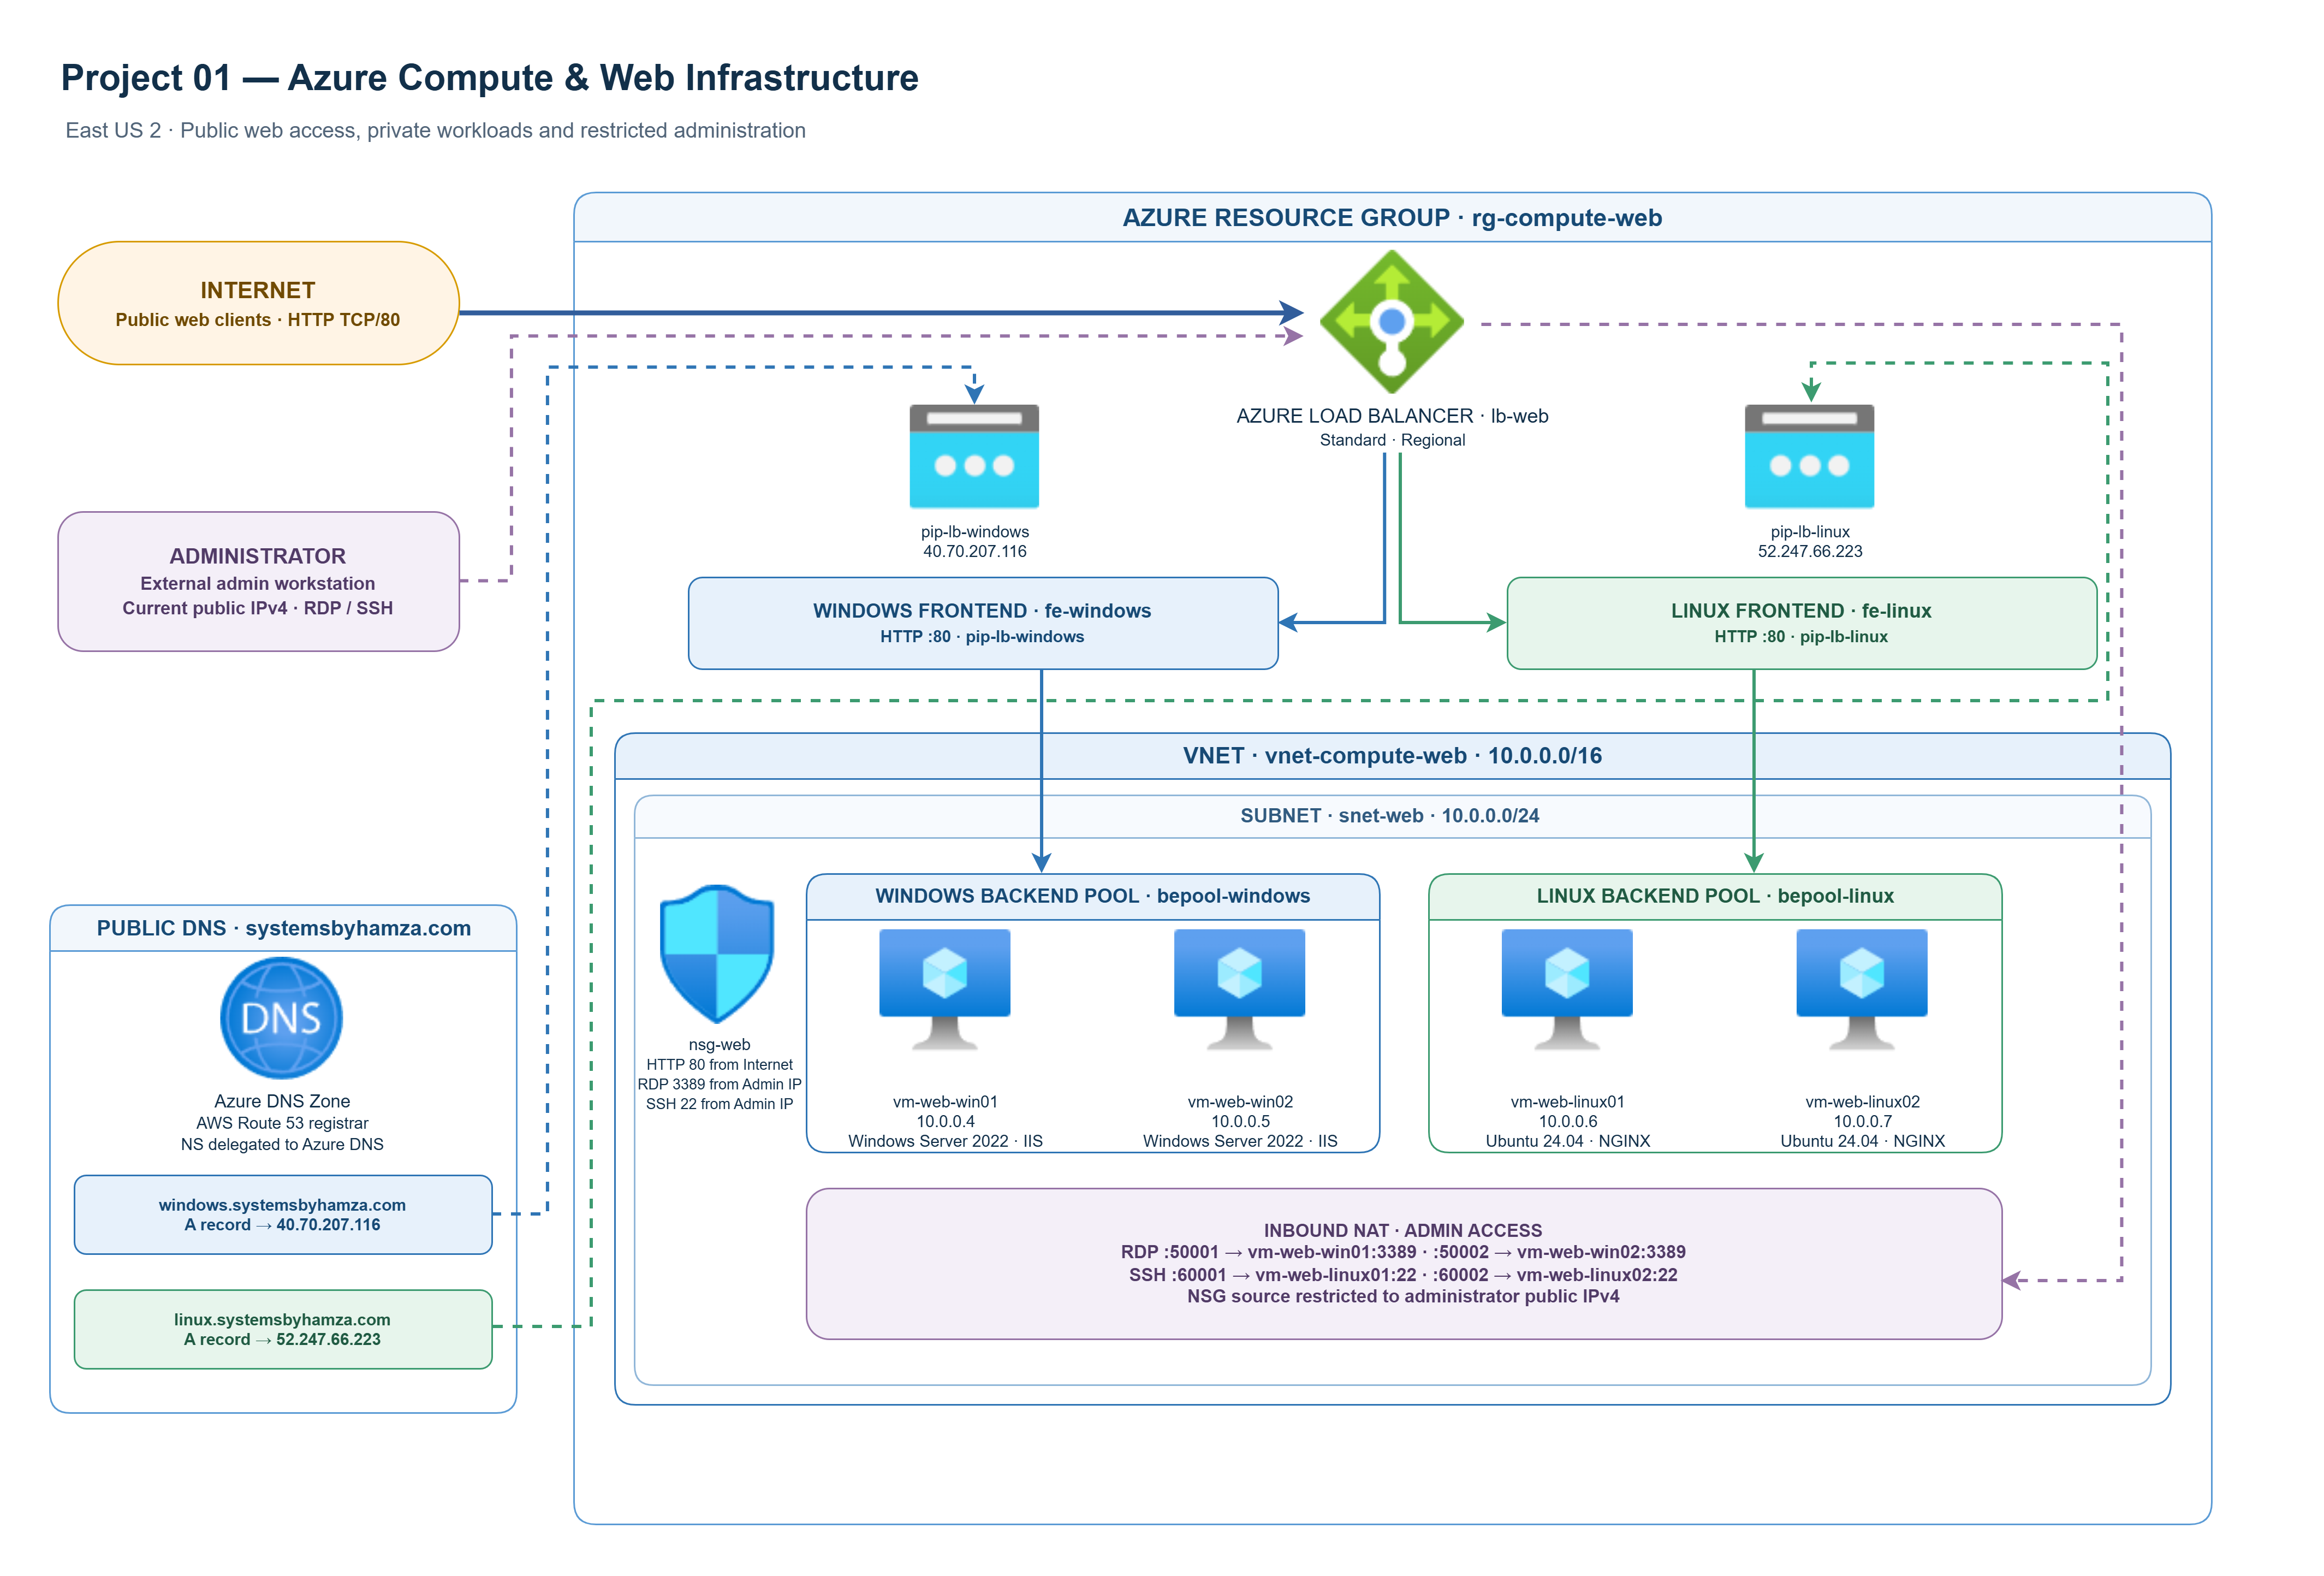 Project 01 — Azure Compute & Web Infrastructure
East US 2 · Public web access, private workloads and restricted administration
AZURE RESOURCE GROUP · rg-compute-web
INTERNET
Public web clients · HTTP TCP/80
AZURE LOAD BALANCER · lb-web
Standard · Regional
pip-lb-windows
40.70.207.116
pip-lb-linux
52.247.66.223
ADMINISTRATOR
External admin workstation
Current public IPv4 · RDP / SSH
WINDOWS FRONTEND · fe-windows
HTTP :80 · pip-lb-windows
LINUX FRONTEND · fe-linux
HTTP :80 · pip-lb-linux
VNET · vnet-compute-web · 10.0.0.0/16
SUBNET · snet-web · 10.0.0.0/24
PUBLIC DNS · systemsbyhamza.com
DNS
Azure DNS Zone
AWS Route 53 registrar
NS delegated to Azure DNS
windows.systemsbyhamza.com
A record → 40.70.207.116
linux.systemsbyhamza.com
A record → 52.247.66.223
nsg-web
HTTP 80 from Internet
RDP 3389 from Admin IP
SSH 22 from Admin IP
WINDOWS BACKEND POOL · bepool-windows
vm-web-win01
10.0.0.4
Windows Server 2022 · IIS
vm-web-win02
10.0.0.5
Windows Server 2022 · IIS
LINUX BACKEND POOL · bepool-linux
vm-web-linux01
10.0.0.6
Ubuntu 24.04 · NGINX
vm-web-linux02
10.0.0.7
Ubuntu 24.04 · NGINX
INBOUND NAT · ADMIN ACCESS
RDP :50001 → vm-web-win01:3389 · :50002 → vm-web-win02:3389
SSH :60001 → vm-web-linux01:22 · :60002 → vm-web-linux02:22
NSG source restricted to administrator public IPv4